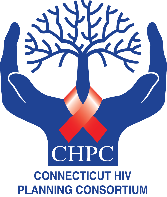 CHPC
CONNECTICUT HIV
PLANNING CONSORTIUM